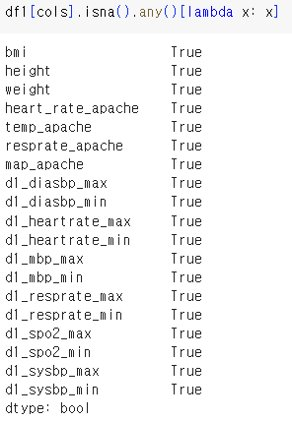 df1[cols].isna().any()[lambda x: x]
bmi True
height True
weight True
heart_rate_apache True
temp_apache True
resprate_apache True
map_apache True
d1_diasbp_max True
d1_diasbp_min True
d1_heartrate_max True
d1_heartrate_min True
d1_mbp_max True
d1_mbp_min True
d1_resprate_max True
d1_resprate_min True
d1_spo2_max True
d1_spo2_min True
d1_sysbp_max True
d1_sysbp_min True
dtype: bool